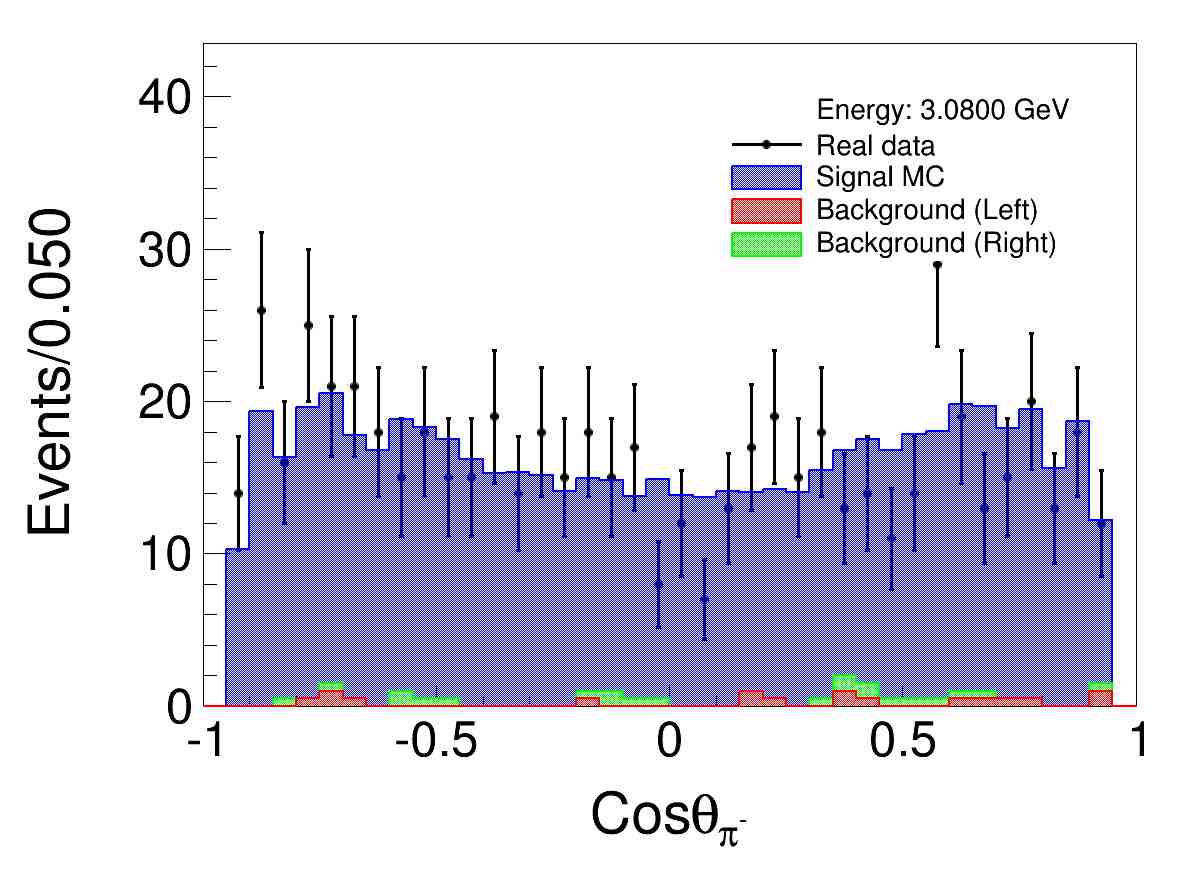 Events/0.050
40
30
20
10
0
Energy: 3.0800 GeV
Real data
Signal MC
Background (Left)
Background (Right)
-1 -0.5 0 0.5 1
Cosθπ-